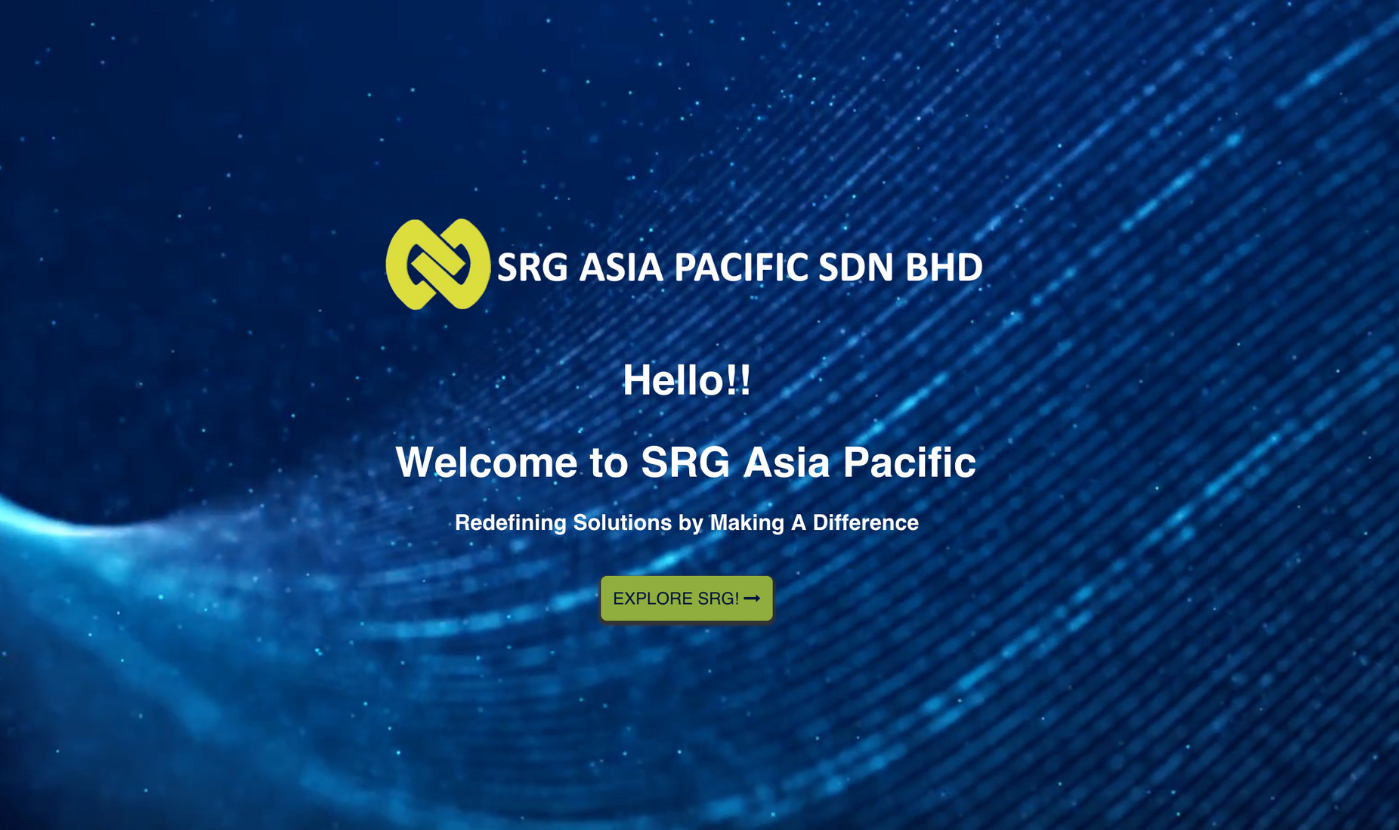 SRG ASIA PACIFIC SDN BHD
Hello!!
Welcome to SRG Asia Pacific
Redefining Solutions by Making A Difference
EXPLORE SRG! →